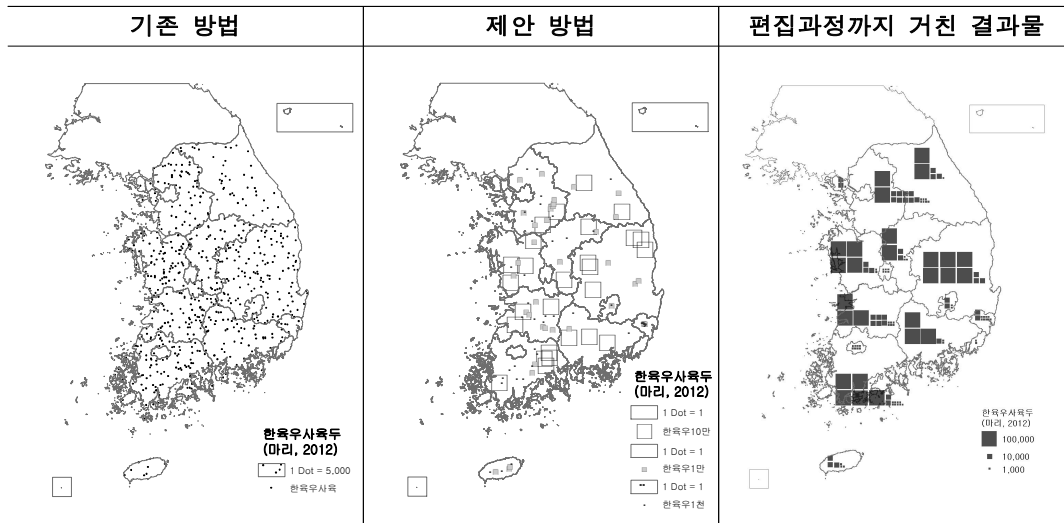 기존 방법
제안 방법
편집과정까지 거친 결과물
한육우사육두
(마리, 2012)
1 Dot = 5,000
한육우사육
한육우사육두
(마리, 2012)
1 Dot = 1
한육우10만
1 Dot = 1
한육우1만
1 Dot = 1
한육우1천
한육우사육두
(마리, 2012)
100,000
10,000
1,000